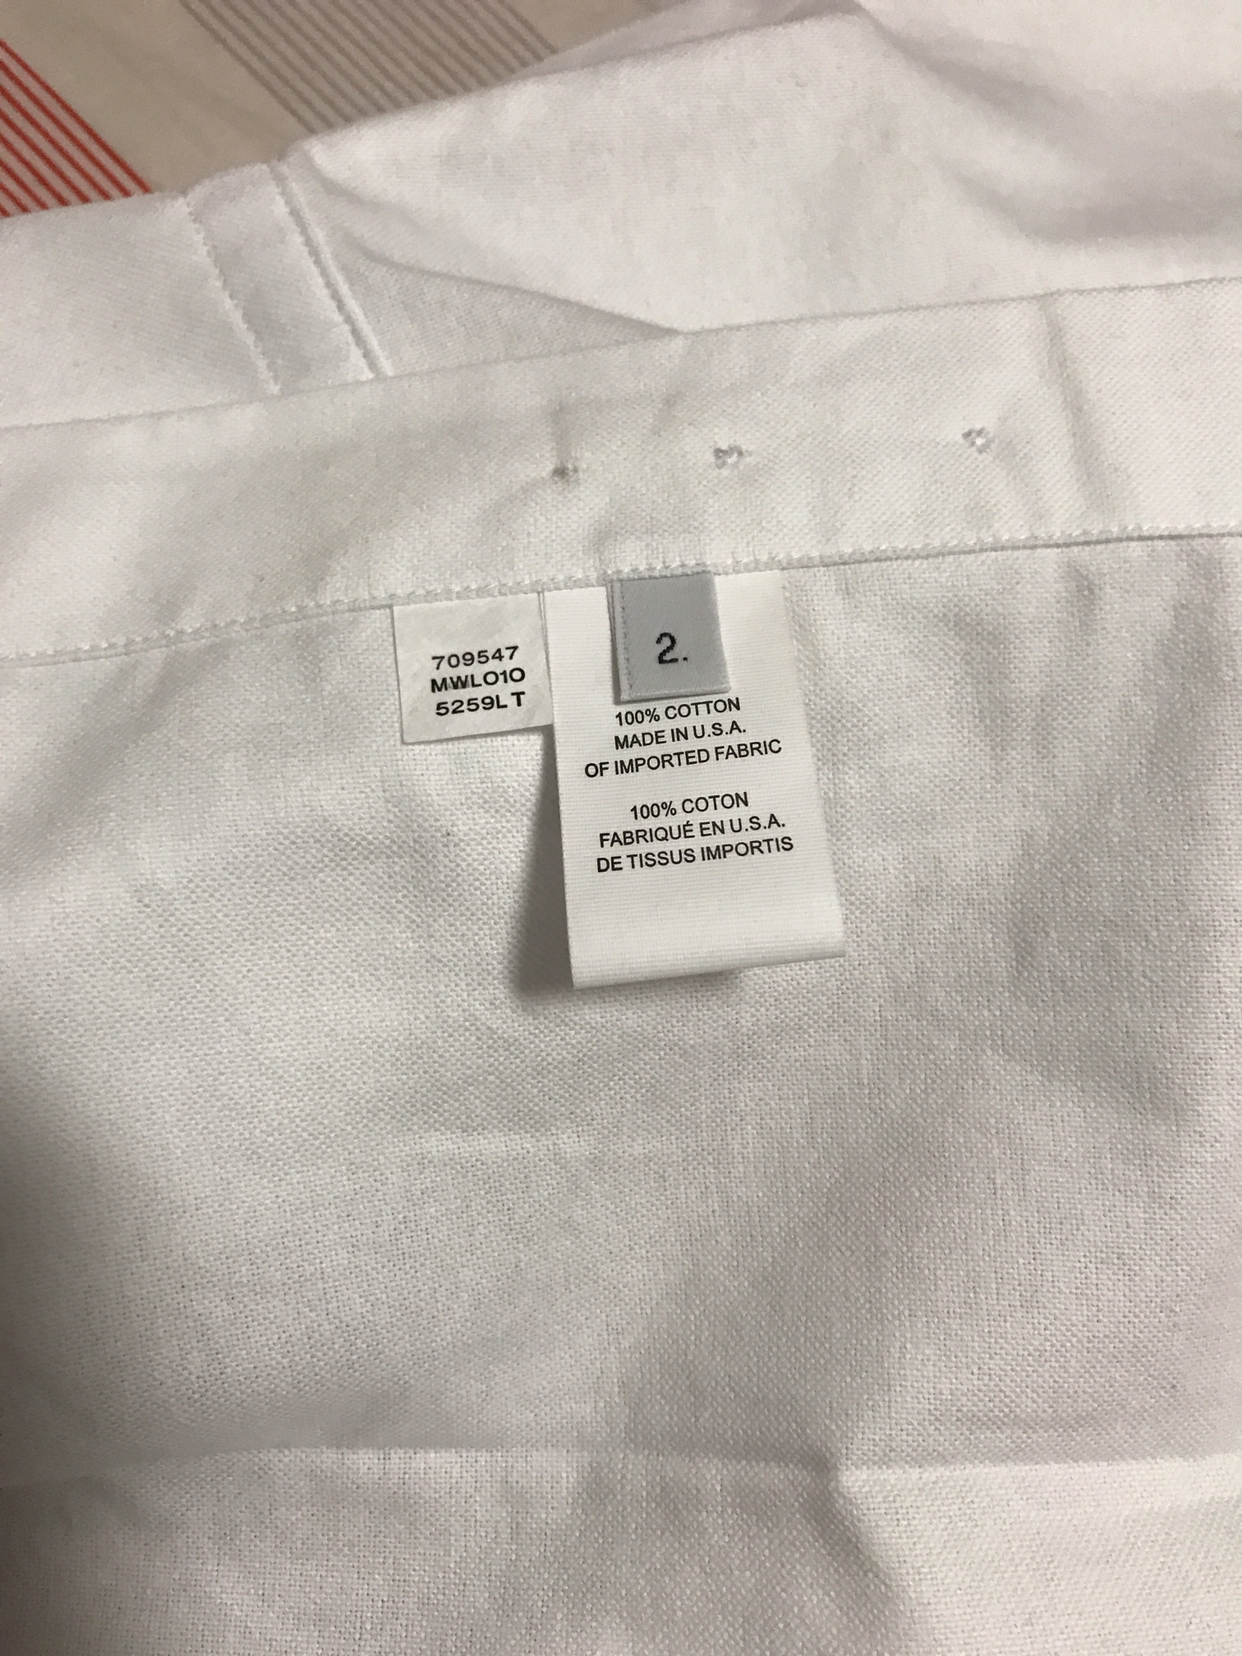 709547
MWL010
5259LT
2.
100% COTTON
MADE IN U.S.A.
OF IMPORTED FABRIC
100% COTON
FABRIQUÉ EN U.S.A.
DE TISSUS IMPORTIS